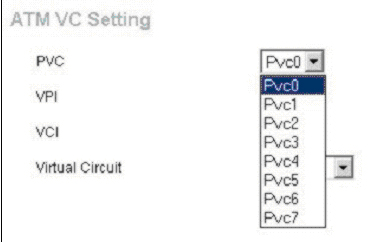 ATM VC Setting
PVC Pvc0
Pvc0
Pvc1
VPI
Pvc2
VCI
Pvc3
Virtual Circuit Pvc4
Pvc5
Pvc6
Pvc7